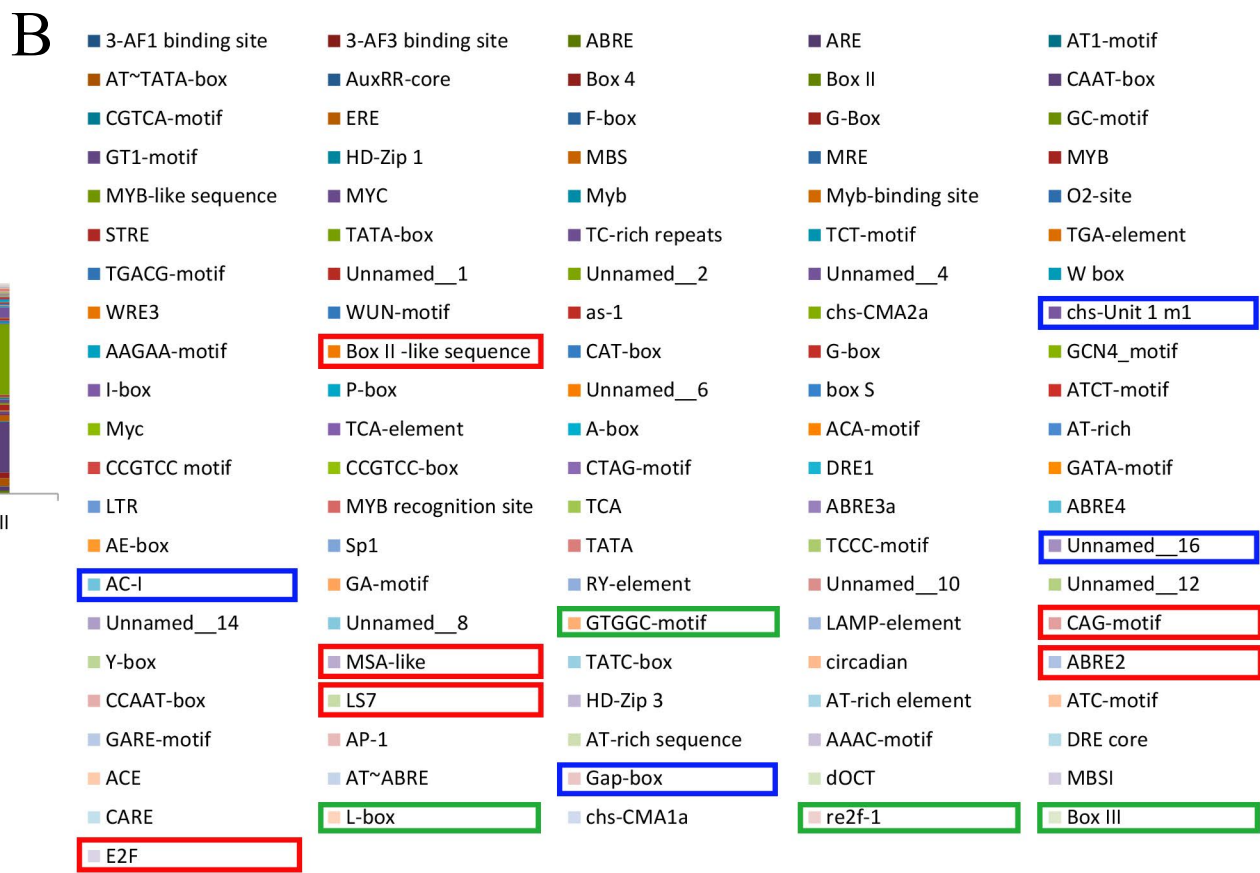 B
3-AF1 binding site 3-AF3 binding site ABRE ARE AT1-motif
AT~TATA-box AuxRR-core Box 4 Box II CAAT-box
CGTCA-motif ERE F-box G-Box GC-motif
GT1-motif HD-Zip 1 MBS MRE MYB
MYB-like sequence MYC Myb Myb-binding site O2-site
STRE TATA-box TC-rich repeats TCT-motif TGA-element
TGACG-motif Unnamed__1 Unnamed__2 Unnamed__4 W box
WRE3 WUN-motif as-1 chs-CMA2a chs-Unit 1 m1
AAGAA-motif Box II -like sequence CAT-box G-box GCN4_motif
I-box P-box Unnamed__6 box S ATCT-motif
Myc TCA-element A-box ACA-motif AT-rich
CCGTCC motif CCGTCC-box CTAG-motif DRE1 GATA-motif
LTR MYB recognition site TCA ABRE3a ABRE4
II
AE-box Sp1 TATA TCCC-motif Unnamed__16
AC-I GA-motif RY-element Unnamed__10 Unnamed__12
Unnamed__14 Unnamed__8 GTGGC-motif LAMP-element CAG-motif
Y-box MSA-like TATC-box circadian ABRE2
CCAAT-box LS7 HD-Zip 3 AT-rich element ATC-motif
GARE-motif AP-1 AT-rich sequence AAAC-motif DRE core
ACE AT~ABRE Gap-box dOCT MBSI
CARE L-box chs-CMA1a re2f-1 Box III
E2F